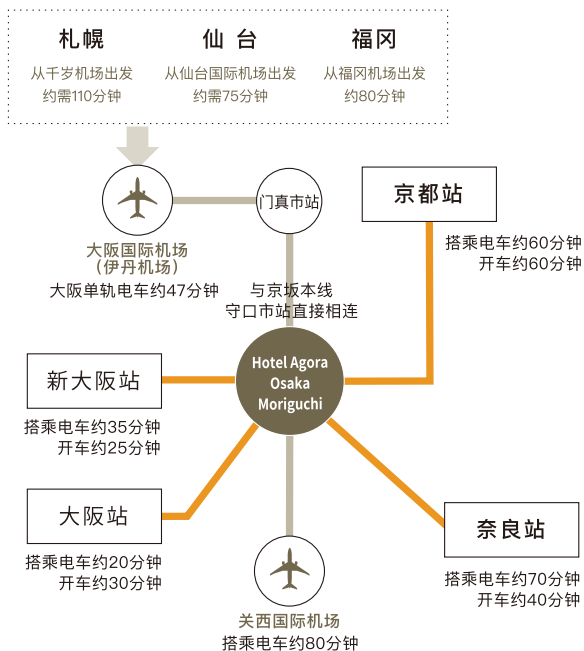 札幌
从千岁机场出发
约需110分钟
仙台
从仙台国际机场出发
约需75分钟
福冈
从福冈机场出发
约80分钟
大阪国际机场
（伊丹机场）
大阪单轨电车约47分钟
门真市站
与京坂本线
守口市站直接相连
京都站
搭乘电车约60分钟
开车约60分钟
Hotel Agora
Osaka
Moriguchi
新大阪站
搭乘电车约35分钟
开车约25分钟
大阪站
搭乘电车约20分钟
开车约30分钟
奈良站
搭乘电车约70分钟
开车约40分钟
关西国际机场
搭乘电车约80分钟